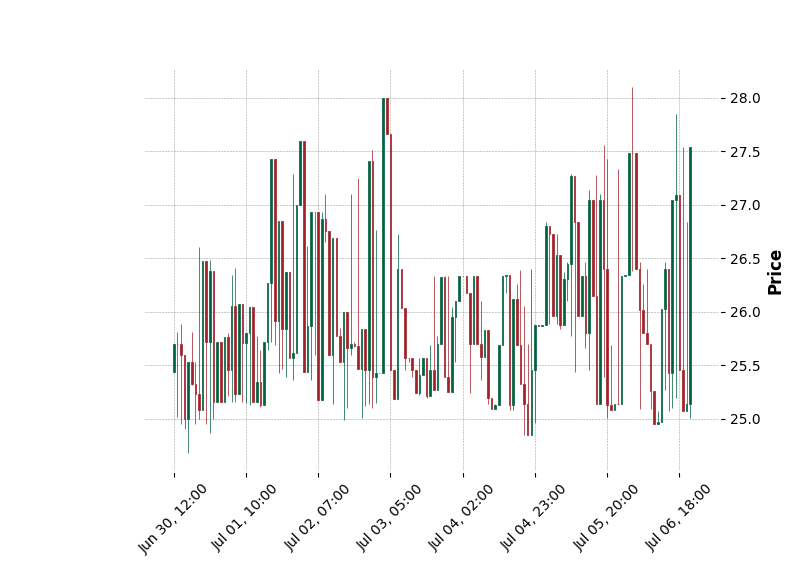 28.0
27.5
27.0
26.5
26.0
25.5
25.0
Price
Jun 30, 12:00
Jul 01, 10:00
Jul 02, 07:00
Jul 03, 05:00
Jul 04, 02:00
Jul 04, 23:00
Jul 05, 20:00
Jul 06, 18:00